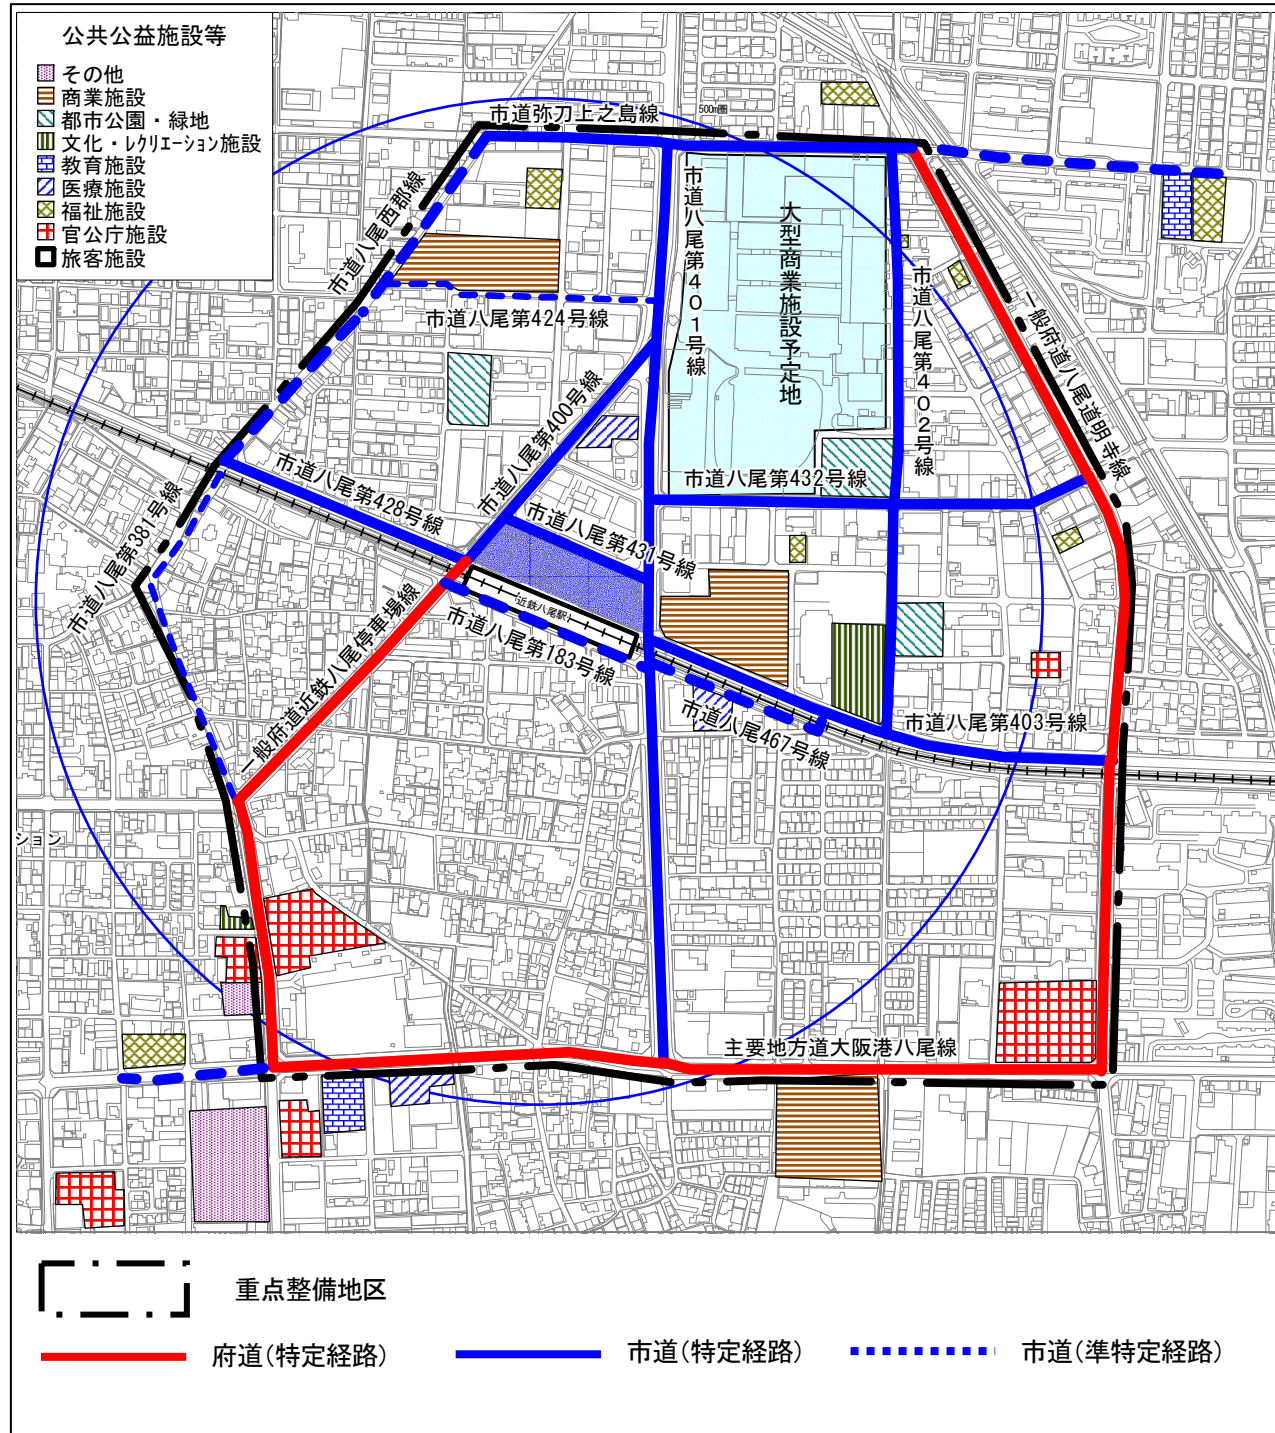 公共公益施設等
その他
商業施設
都市公園・緑地
文化・レクリエーション施設
教育施設
医療施設
福祉施設
官公庁施設
旅客施設
500m圏
市道弥刀上之島線
市道八尾西郡線
市道八尾第401号線
大型商業施設予定地
市道八尾第402号線
一般府道八尾道明寺線
市道八尾第424号線
市道八尾第400号線
市道八尾第432号線
市道八尾第428号線
市道八尾第431号線
市道八尾第381号線
近鉄八尾駅
市道八尾第183号線
一般府道近鉄八尾停車場線
市道八尾467号線
市道八尾第403号線
ション
主要地方道大阪港八尾線
重点整備地区
府道(特定経路)
市道(特定経路)
市道(準特定経路)